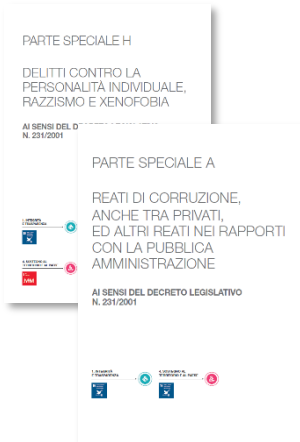 PARTE SPECIALE H
DELITTI CONTRO LA
PERSONALITÀ INDIVIDUALE,
RAZZISMO E XENOFOBIA
AI SENSI DEL
N. 231/2001
PARTE SPECIALE A
REATI DI CORRUZIONE,
ANCHE TRA PRIVATI,
ED ALTRI REATI NEI RAPPORTI
CON LA PUBBLICA
AMMINISTRAZIONE
AI SENSI DEL DECRETO LEGISLATIVO
N. 231/2001